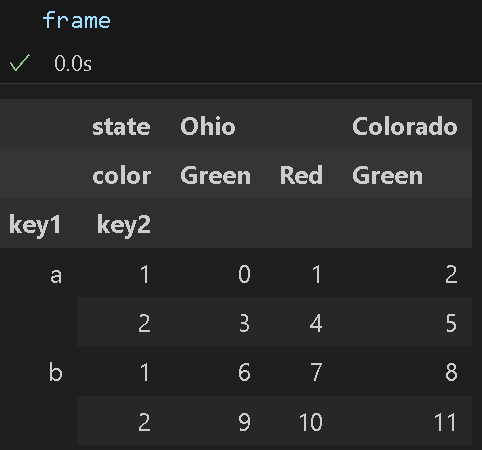 frame
0.0s
state Ohio Colorado
color Green Red Green
key1 key2
a 1 0 1 2
2 3 4 5
b 1 6 7 8
2 9 10 11